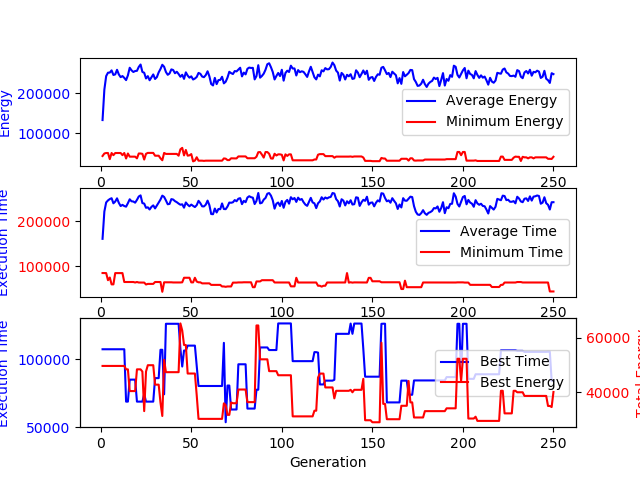 Energy
200000
100000
Average Energy
Minimum Energy
0 50 100 150 200 250
Execution Time
200000
100000
Average Time
Minimum Time
0 50 100 150 200 250
Execution Time
100000
50000
Best Time
Best Energy
60000
40000
Total Energy
0 50 100 150 200 250
Generation